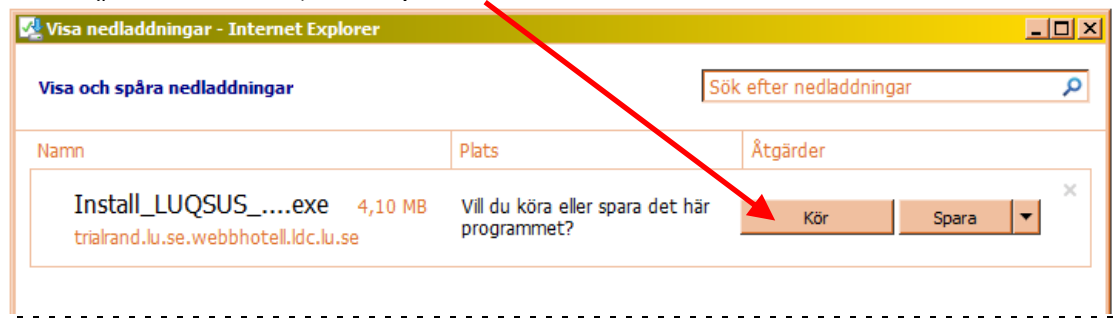 Visa nedladdningar - Internet Explorer
Visa och spåra nedladdningar
Sök efter nedladdningar
Namn
Plats
Åtgärder
Install_LUQSUS_....exe 4,10 MB
trialrand.lu.se.webbhotell.ldc.lu.se
Vill du köra eller spara det här
programmet?
Kör
Spara